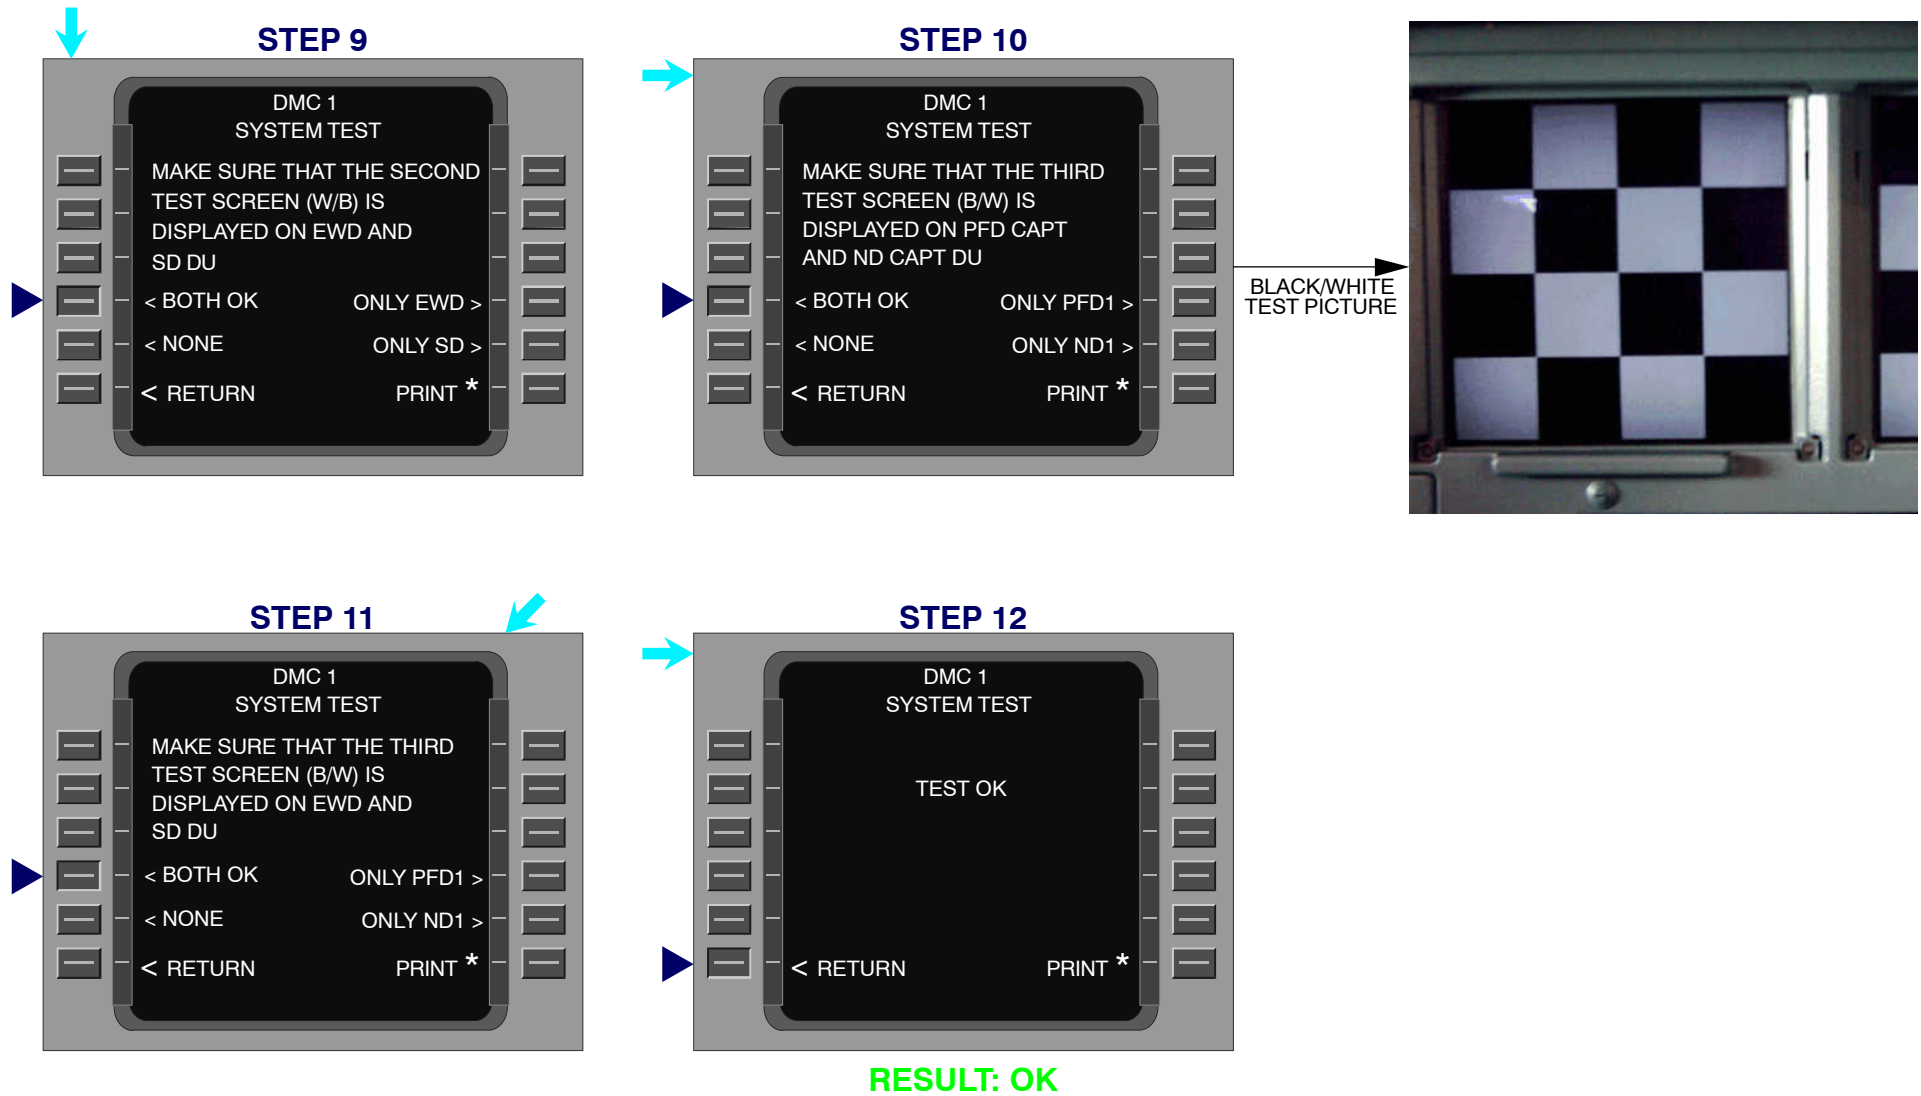 STEP 9
DMC 1
SYSTEM TEST
MAKE SURE THAT THE SECOND
TEST SCREEN (W/B) IS
DISPLAYED ON EWD AND
SD DU
< BOTH OK ONLY EWD >
< NONE ONLY SD >
< RETURN PRINT *
STEP 10
DMC 1
SYSTEM TEST
MAKE SURE THAT THE THIRD
TEST SCREEN (B/W) IS
DISPLAYED ON PFD CAPT
AND ND CAPT DU
< BOTH OK ONLY PFD1 >
< NONE ONLY ND1 >
< RETURN PRINT *
BLACK/WHITE
TEST PICTURE
STEP 11
DMC 1
SYSTEM TEST
MAKE SURE THAT THE THIRD
TEST SCREEN (B/W) IS
DISPLAYED ON EWD AND
SD DU
< BOTH OK ONLY PFD1 >
< NONE ONLY ND1 >
< RETURN PRINT *
STEP 12
DMC 1
SYSTEM TEST
TEST OK
< RETURN PRINT *
RESULT: OK